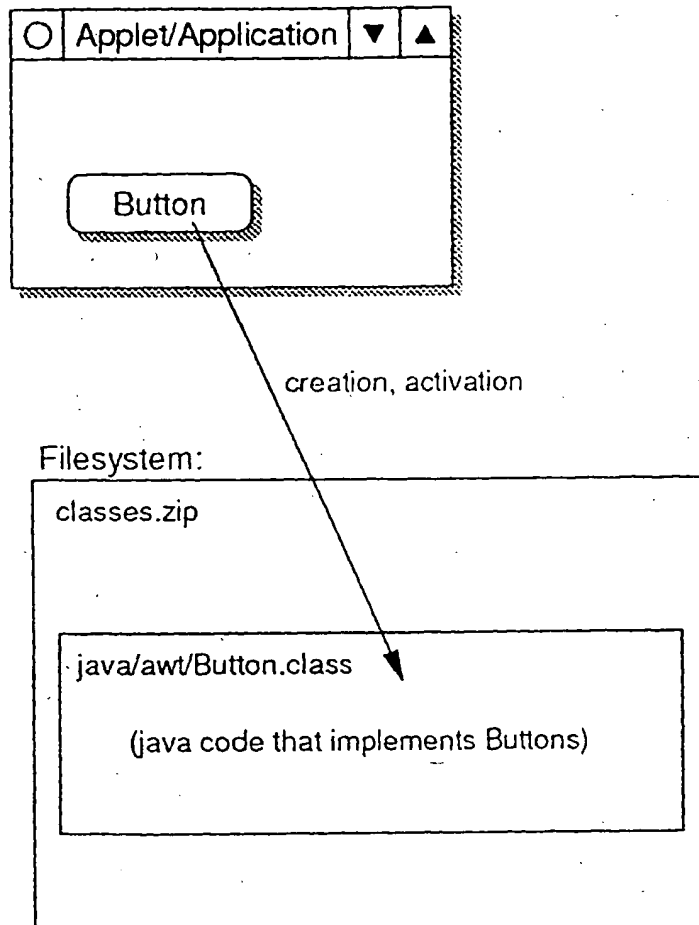 Applet/Application
Button
creation, activation
Filesystem:
classes.zip
java/awt/Button.class
(java code that implements Buttons)